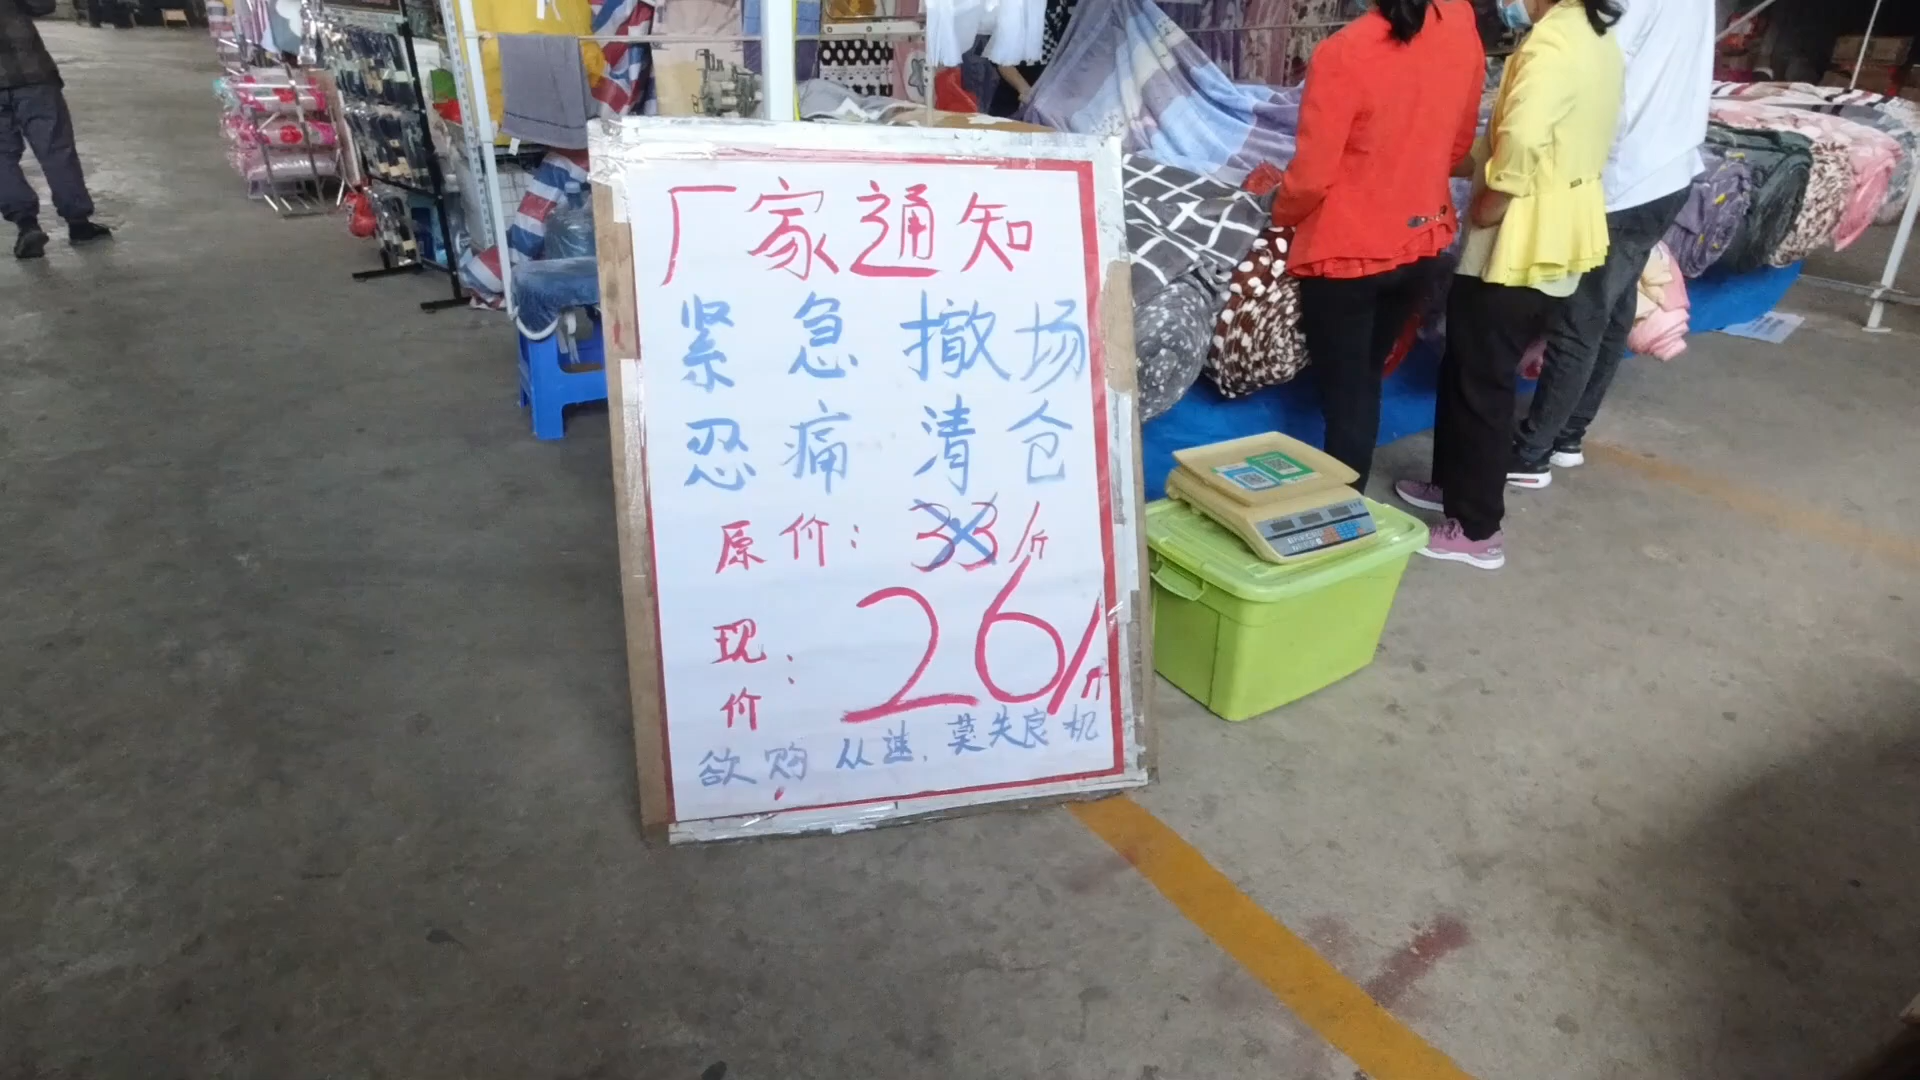 厂家通知
紧急撤场
忍痛清仓
原价：33/斤
现价：26/斤
欲购从速，莫失良机